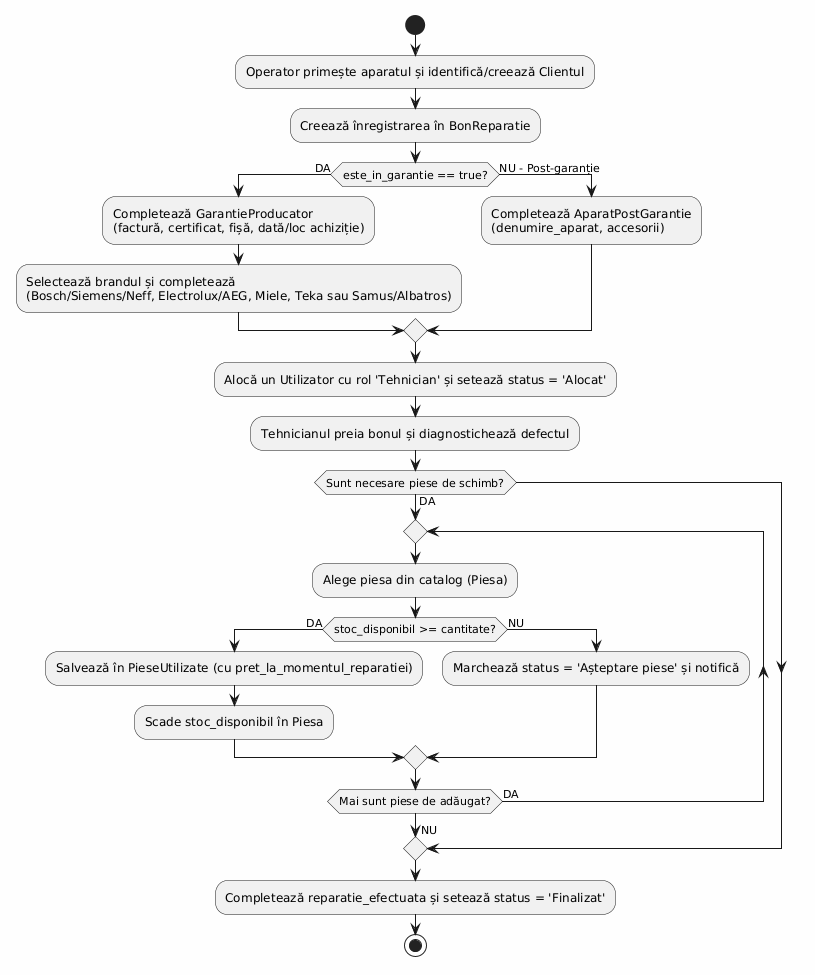 Operator primește aparatul și identifică/creează Clientul
Creează înregistrarea în BonReparatie
DA
este_in_garantie == true?
NU - Post-garantie
Completează GarantieProducator
(factură, certificat, fișă, dată/loc achiziție)
Completează AparatPostGarantie
(denumire_aparat, accesorii)
Selectează brandul și completează
(Bosch/Siemens/Neff, Electrolux/AEG, Miele, Teka sau Samus/Albatros)
Alocă un Utilizator cu rol 'Tehnician' și setează status = 'Alocat'
Tehnicianul preia bonul și diagnostichează defectul
Sunt necesare piese de schimb?
DA
Alege piesa din catalog (Piesa)
DA
stoc_disponibil >= cantitate?
NU
Salvează în PieseUtilizate (cu pret_la_momentul_reparatiei)
Marchează status = 'Așteptare piese' și notifică
Scade stoc_disponibil în Piesa
Mai sunt piese de adăugat?
DA
NU
Completează reparatie_efectuata și setează status = 'Finalizat'